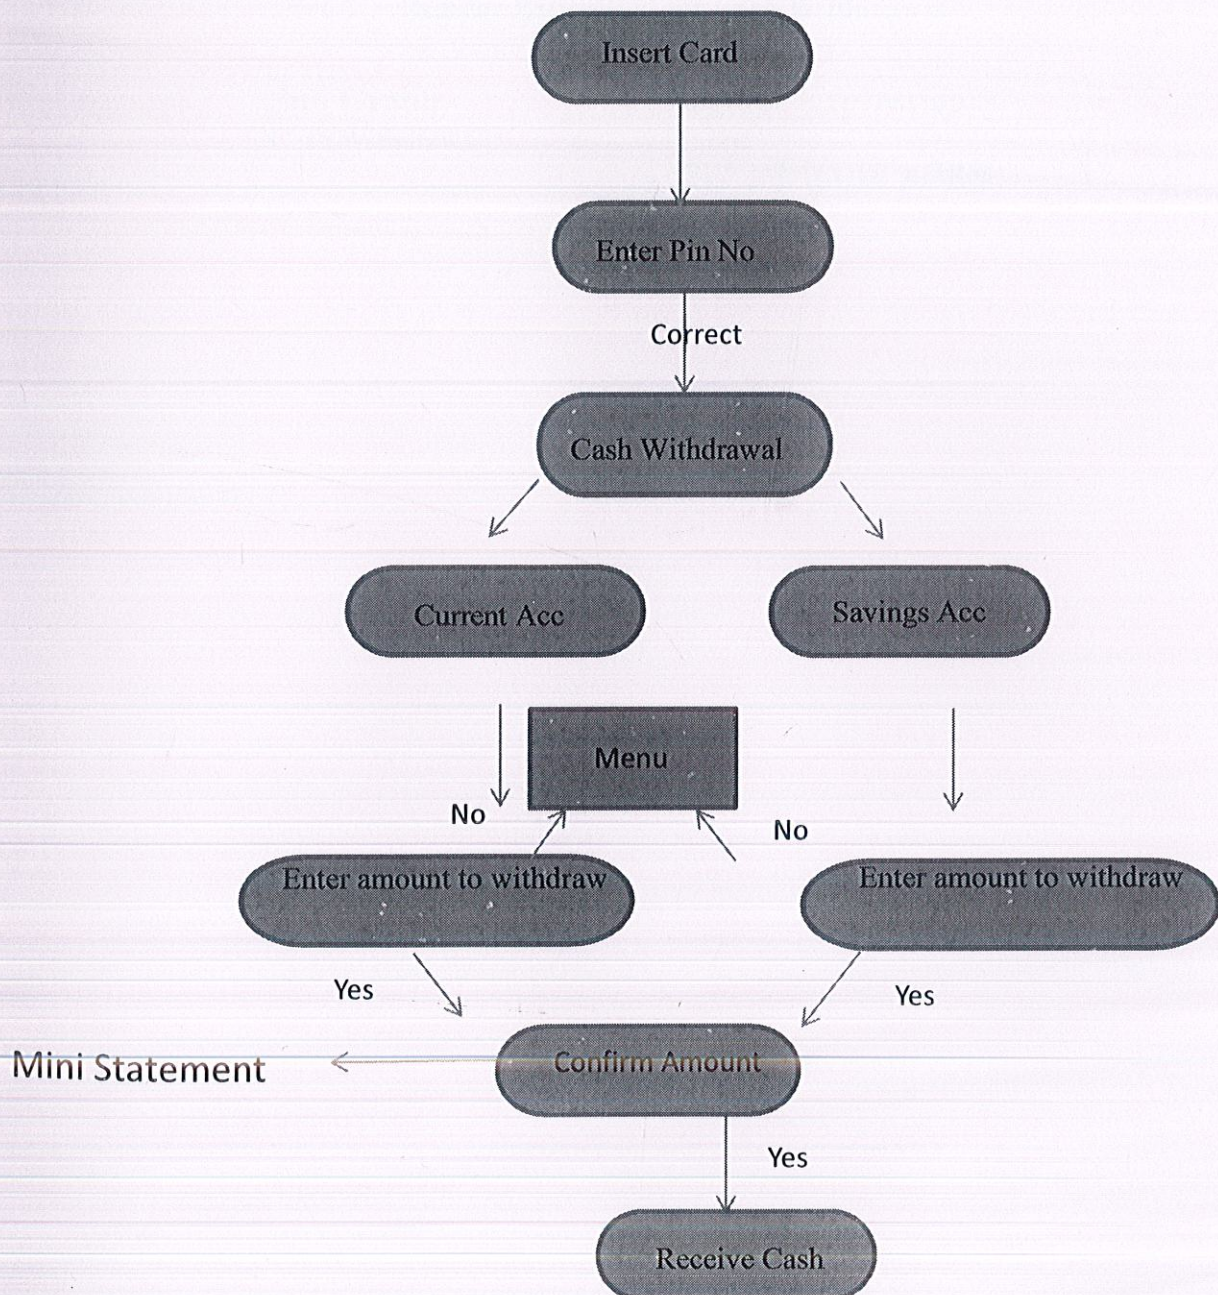 Insert Card
Enter Pin No
Correct
Cash Withdrawal
Current Acc
Savings Acc
Menu
No
No
Enter amount to withdraw
Enter amount to withdraw
Yes
Yes
Mini Statement
Confirm Amount
Yes
Receive Cash